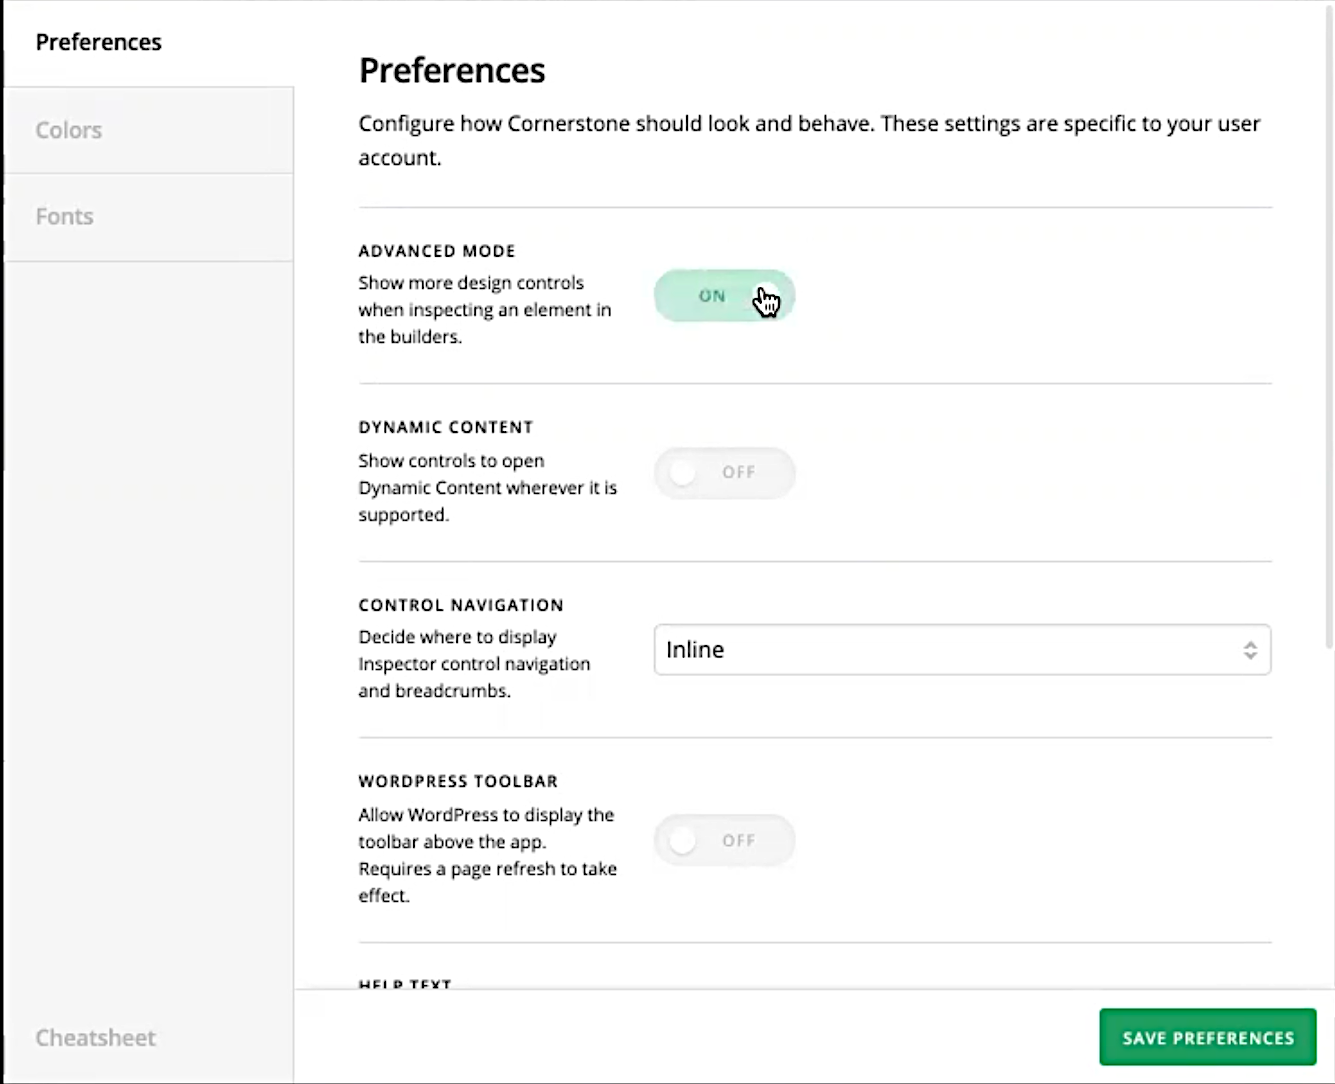 Preferences
Colors
Fonts
Cheatsheet
Preferences
Configure how Cornerstone should look and behave. These settings are specific to your user
account.
ADVANCED MODE
Show more design controls
when inspecting an element in
the builders.
ON
DYNAMIC CONTENT
Show controls to open
Dynamic Content wherever it is
supported.
OFF
CONTROL NAVIGATION
Decide where to display
Inspector control navigation
and breadcrumbs.
Inline
WORDPRESS TOOLBAR
Allow WordPress to display the
toolbar above the app.
Requires a page refresh to take
effect.
OFF
HELP TEXT
SAVE PREFERENCES